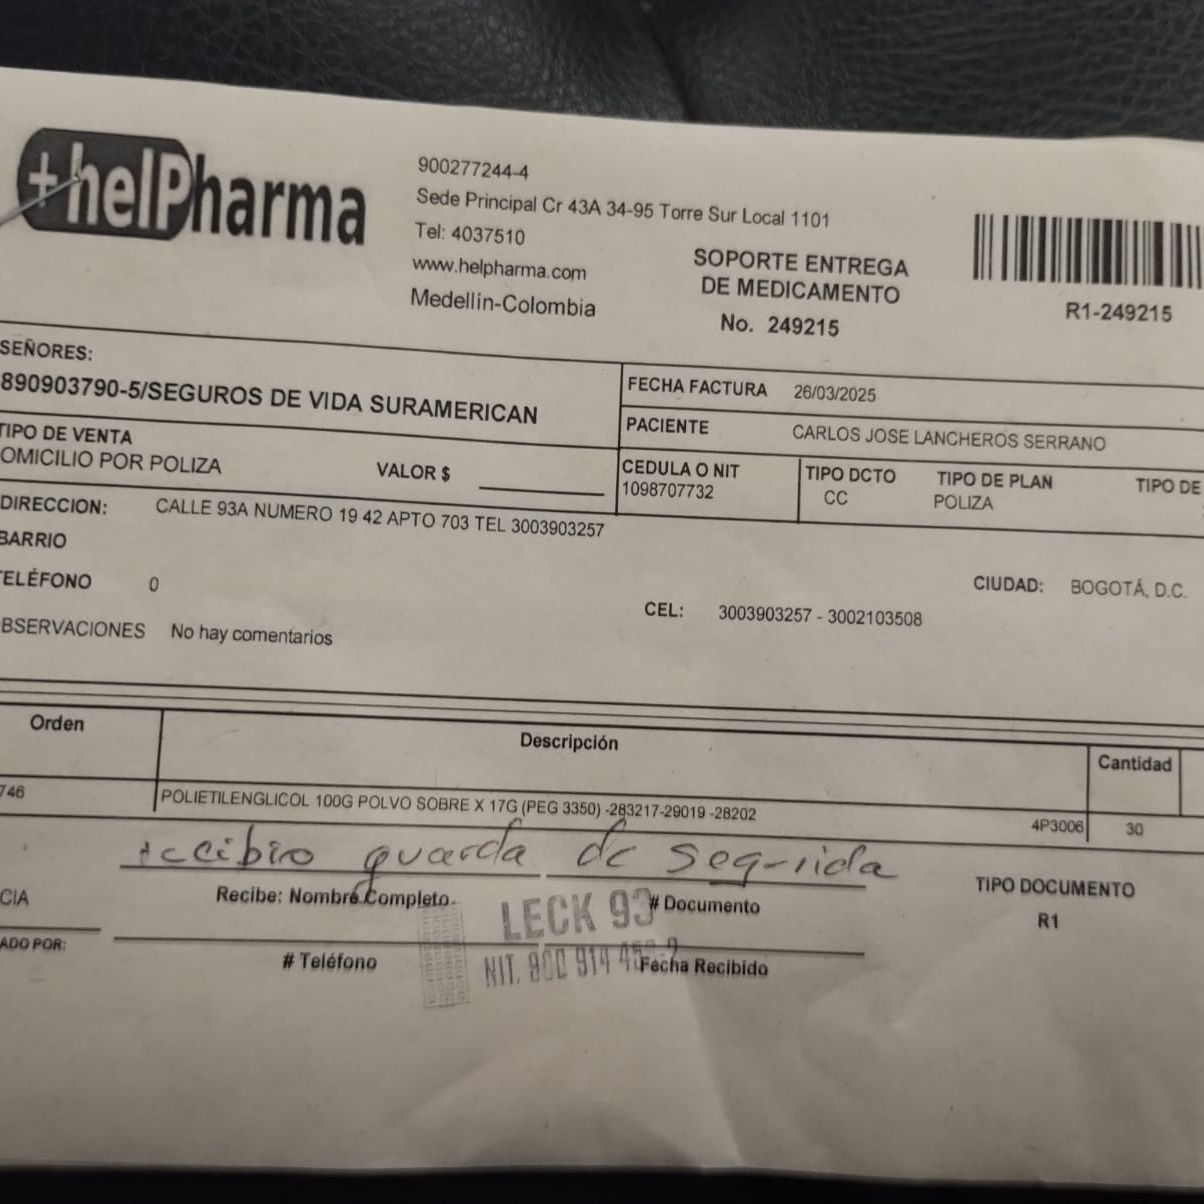 +helPharma
900277244-4
Sede Principal Cr 43A 34-95 Torre Sur Local 1101
Tel: 4037510
www.helpharma.com
Medellín-Colombia
SOPORTE ENTREGA
DE MEDICAMENTO
No. 249215
R1-249215
SEÑORES:
890903790-5/SEGUROS DE VIDA SURAMERICAN
FECHA FACTURA 26/03/2025
PACIENTE CARLOS JOSE LANCHEROS SERRANO
TIPO DE VENTA
OMICILIO POR POLIZA
VALOR $
CEDULA O NIT
1098707732
TIPO DCTO
CC
TIPO DE PLAN
POLIZA
TIPO DE
DIRECCION: CALLE 93A NUMERO 19 42 APTO 703 TEL 3003903257
BARRIO
TELÉFONO 0
CIUDAD: BOGOTÁ, D.C.
CEL: 3003903257 - 3002103508
BSERVACIONES No hay comentarios
Orden Descripción Cantidad
746 POLIETILENGLICOL 100G POLVO SOBRE X 17G (PEG 3350) -283217-29019 -28202 4P3006 30
recibio guarda de seguridad
CIA Recibe: Nombre Completo # Documento
TIPO DOCUMENTO
R1
LECK 93
ADO POR: # Teléfono Fecha Recibido
NIT. 900 914